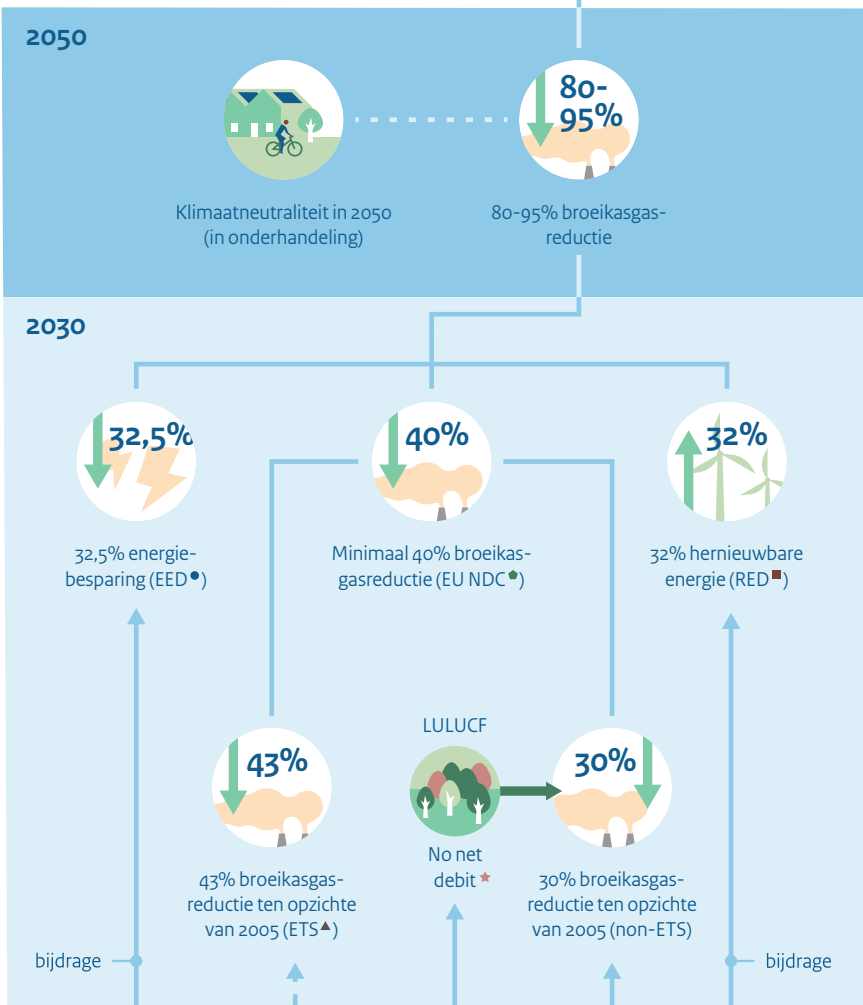 2050
80-
95%
Klimaatneutraliteit in 2050
(in onderhandeling)
80-95% broeikasgas-
reductie
2030
32,5%
40%
32%
32,5% energie-
besparing (EED●)
Minimaal 40% broeikas-
gasreductie (EU NDC⬟)
32% hernieuwbare
energie (RED■)
LULUCF
43%
30%
No net
debit ★
43% broeikasgas-
reductie ten opzichte
van 2005 (ETS▲)
30% broeikasgas-
reductie ten opzichte
van 2005 (non-ETS)
bijdrage
bijdrage